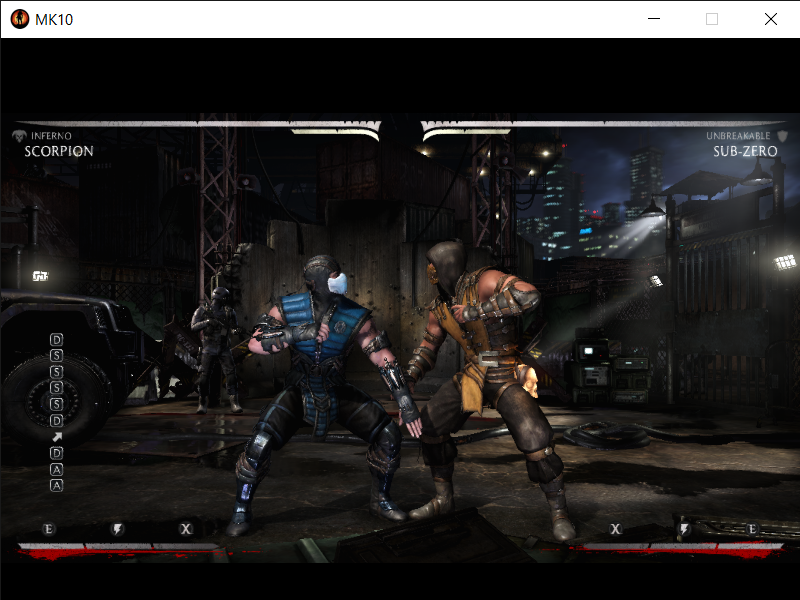 MK10
INFERNO
SCORPION
UNBREAKABLE
SUB-ZERO
D
S
S
S
S
D
D
A
A
E X X E